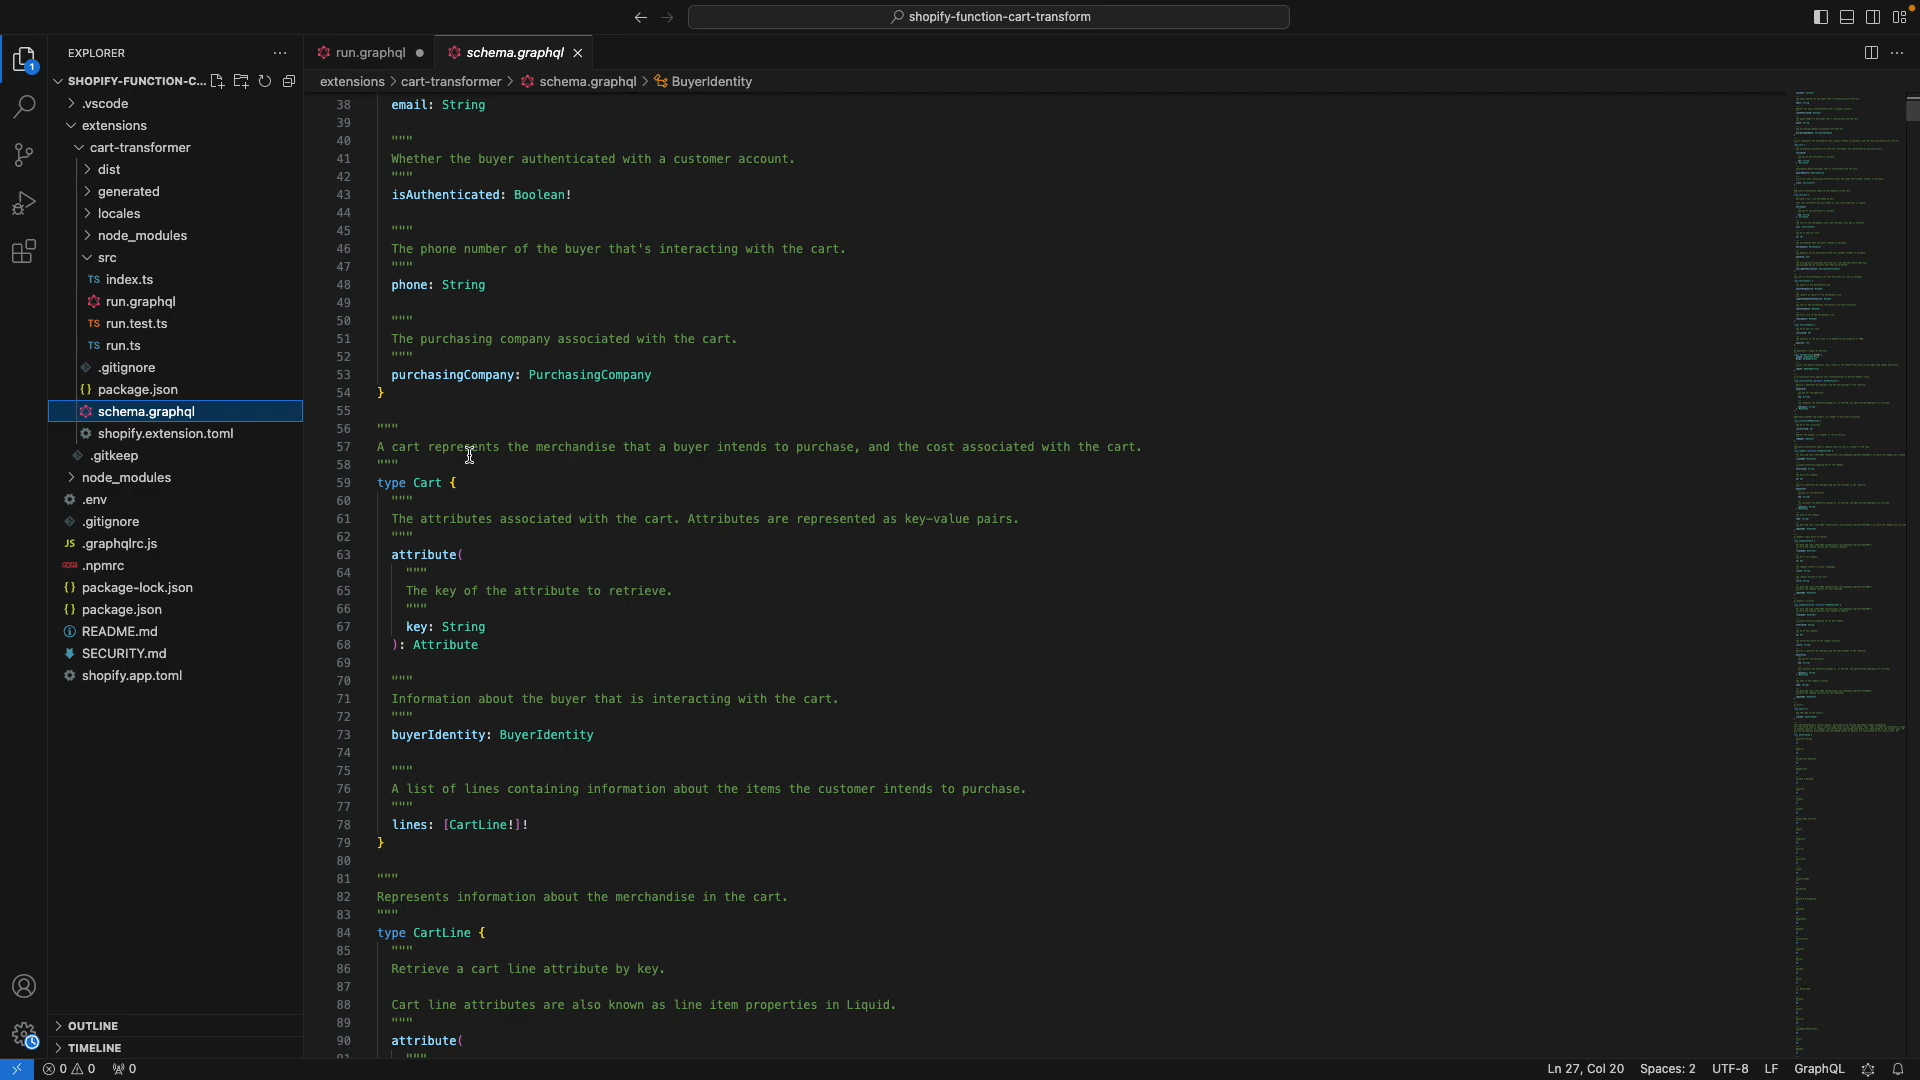 shopify-function-cart-transform
EXPLORER
SHOPIFY-FUNCTION-C...
.vscode
extensions
cart-transformer
dist
generated
locales
node_modules
src
TS index.ts
run.graphql
TS run.test.ts
TS run.ts
.gitignore
{} package.json
schema.graphql
shopify.extension.toml
.gitkeep
node_modules
.env
.gitignore
JS .graphqlrc.js
.npmrc
{} package-lock.json
{} package.json
README.md
SECURITY.md
shopify.app.toml
OUTLINE
TIMELINE
1
run.graphql
schema.graphql
extensions > cart-transformer > schema.graphql > BuyerIdentity
38 email: String
39
40 """
41 Whether the buyer authenticated with a customer account.
42 """
43 isAuthenticated: Boolean!
44
45 """
46 The phone number of the buyer that's interacting with the cart.
47 """
48 phone: String
49
50 """
51 The purchasing company associated with the cart.
52 """
53 purchasingCompany: PurchasingCompany
54 }
55
56 """
57 A cart represents the merchandise that a buyer intends to purchase, and the cost associated with the cart.
58 """
59 type Cart {
60 """
61 The attributes associated with the cart. Attributes are represented as key-value pairs.
62 """
63 attribute(
64 """
65 The key of the attribute to retrieve.
66 """
67 key: String
68 ): Attribute
69
70 """
71 Information about the buyer that is interacting with the cart.
72 """
73 buyerIdentity: BuyerIdentity
74
75 """
76 A list of lines containing information about the items the customer intends to purchase.
77 """
78 lines: [CartLine!]!
79 }
80
81 """
82 Represents information about the merchandise in the cart.
83 """
84 type CartLine {
85 """
86 Retrieve a cart line attribute by key.
87
88 Cart line attributes are also known as line item properties in Liquid.
89 """
90 attribute(
91 """
0 0 0
Ln 27, Col 20 Spaces: 2 UTF-8 LF GraphQL